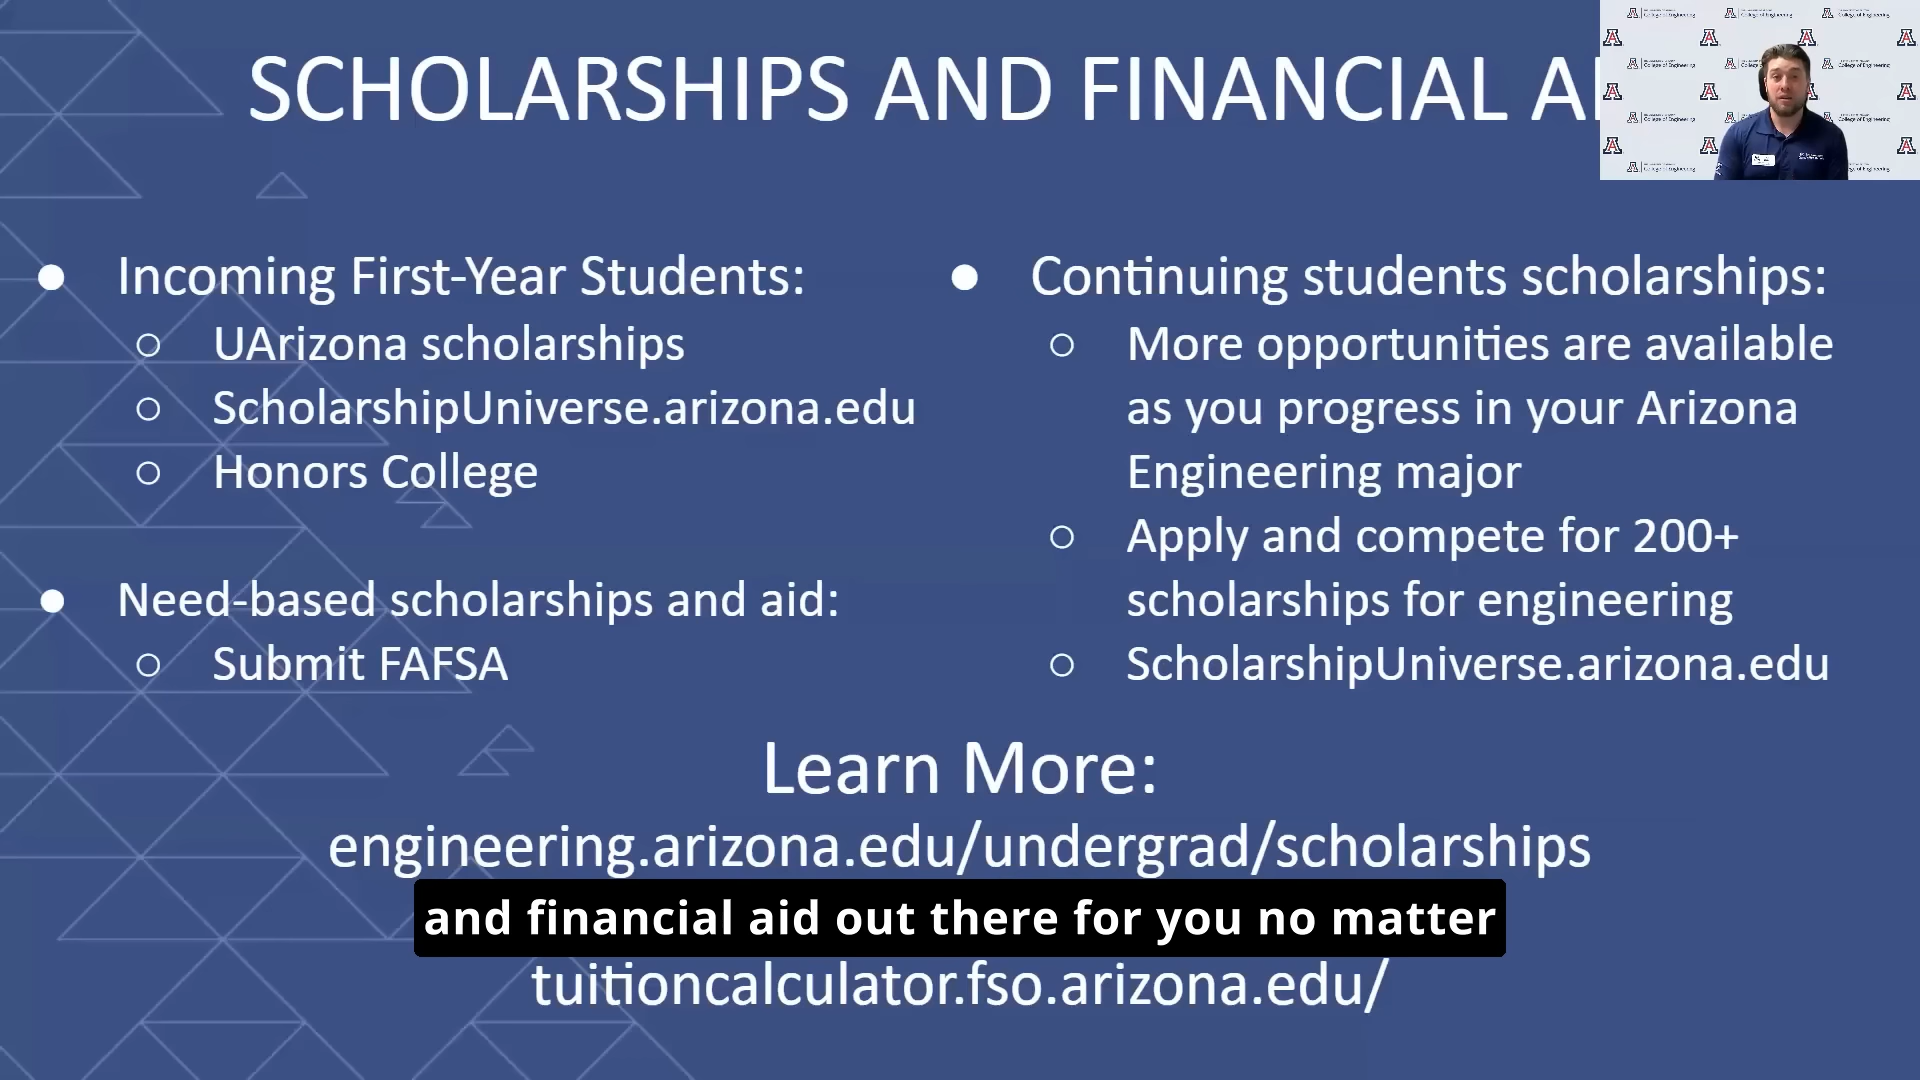 SCHOLARSHIPS AND FINANCIAL A
Incoming First-Year Students:
UArizona scholarships
ScholarshipUniverse.arizona.edu
Honors College
Need-based scholarships and aid:
Submit FAFSA
Continuing students scholarships:
More opportunities are available
as you progress in your Arizona
Engineering major
Apply and compete for 200+
scholarships for engineering
ScholarshipUniverse.arizona.edu
Learn More:
engineering.arizona.edu/undergrad/scholarships
and financial aid out there for you no matter
tuitioncalculator.fso.arizona.edu/
College of Engineering